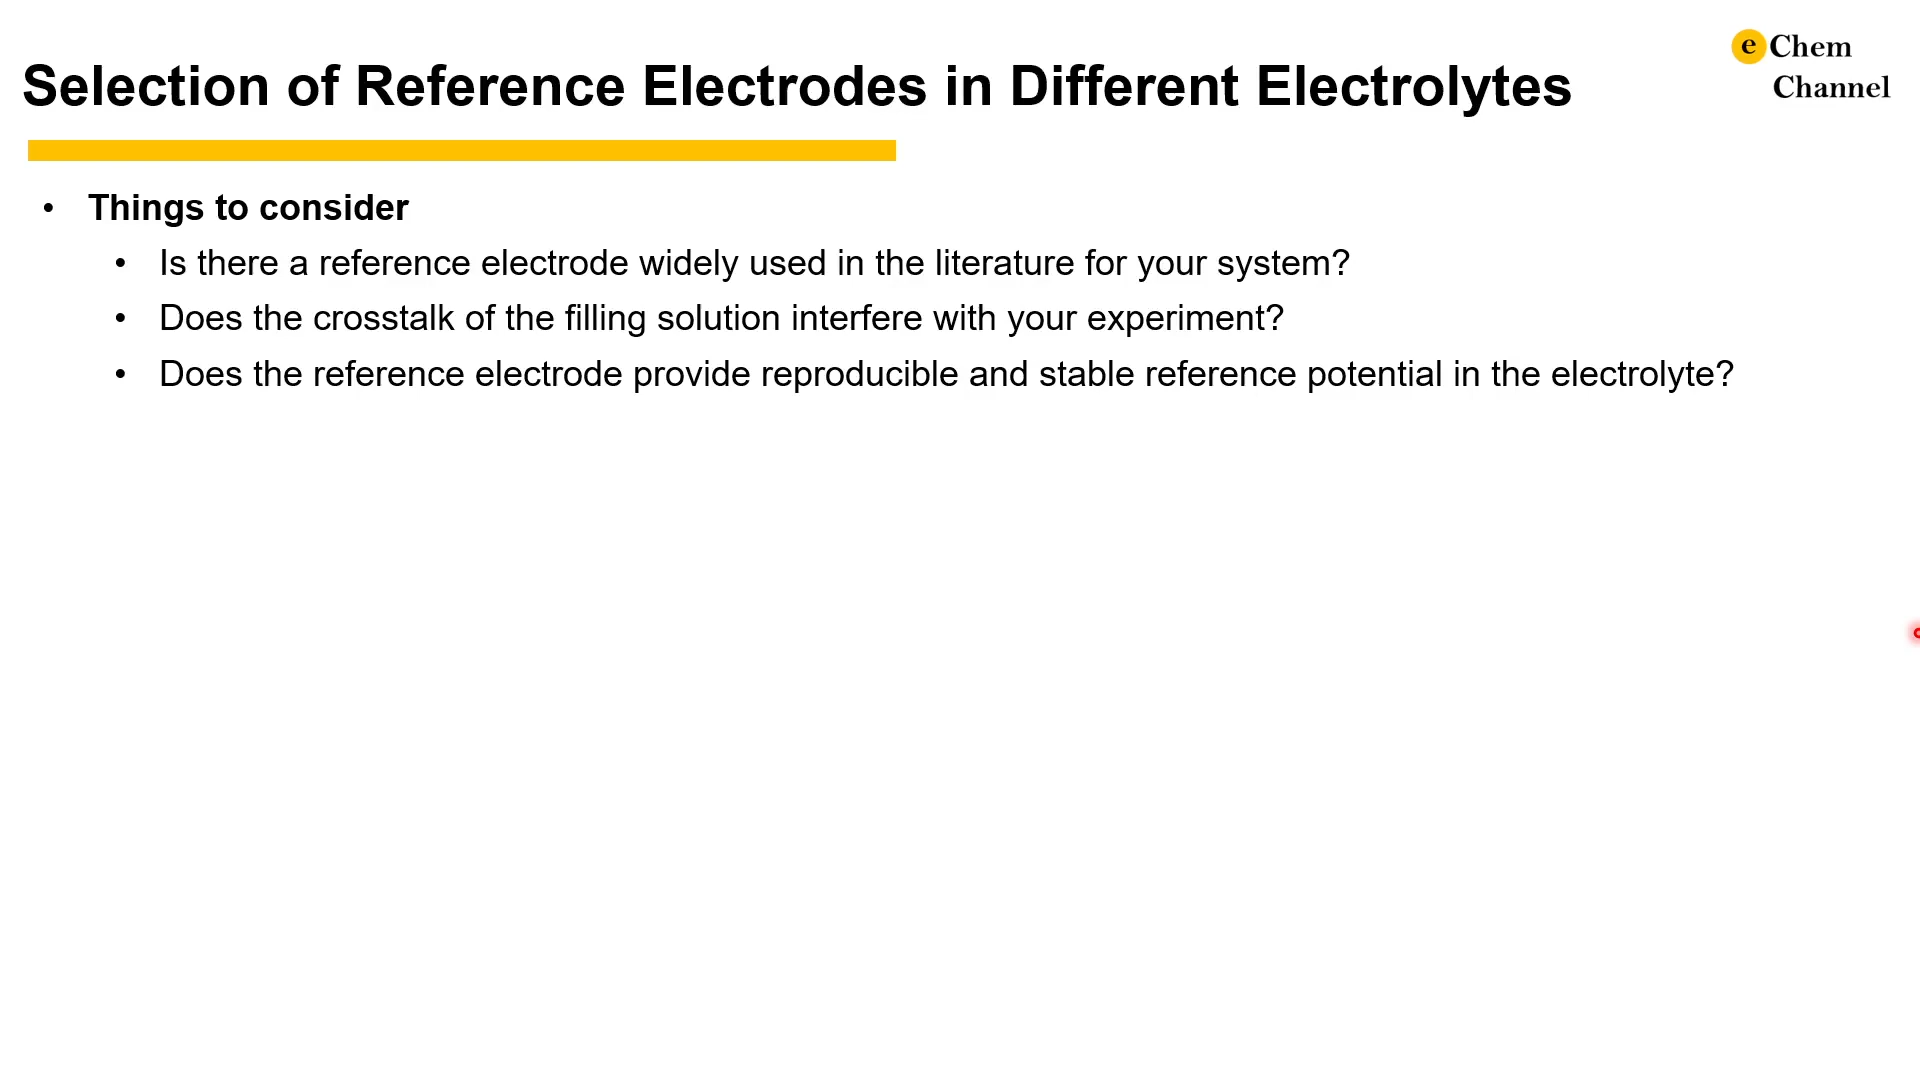 Selection of Reference Electrodes in Different Electrolytes
e Chem
Channel
• Things to consider
• Is there a reference electrode widely used in the literature for your system?
• Does the crosstalk of the filling solution interfere with your experiment?
• Does the reference electrode provide reproducible and stable reference potential in the electrolyte?